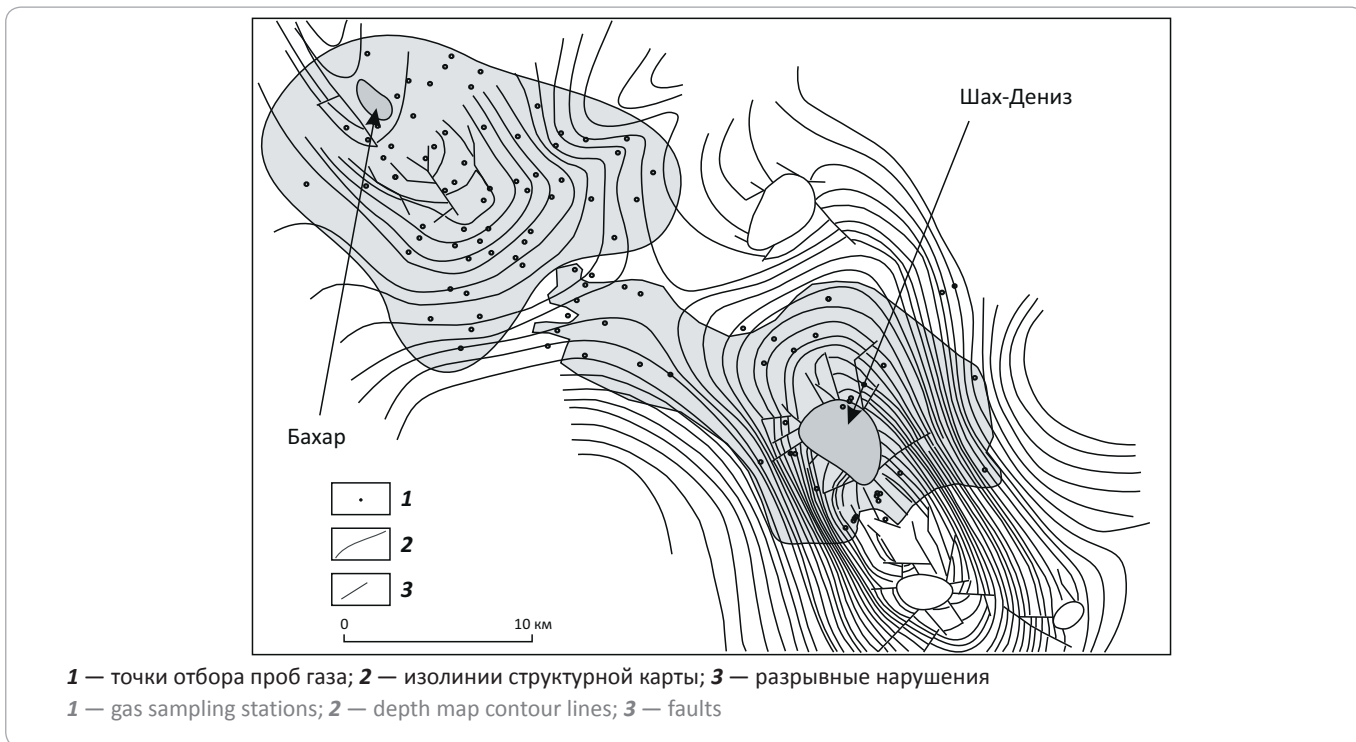 Шах-Дениз
Бахар
1
2
3
0 10 км
1 — точки отбора проб газа; 2 — изолинии структурной карты; 3 — разрывные нарушения
1 — gas sampling stations; 2 — depth map contour lines; 3 — faults